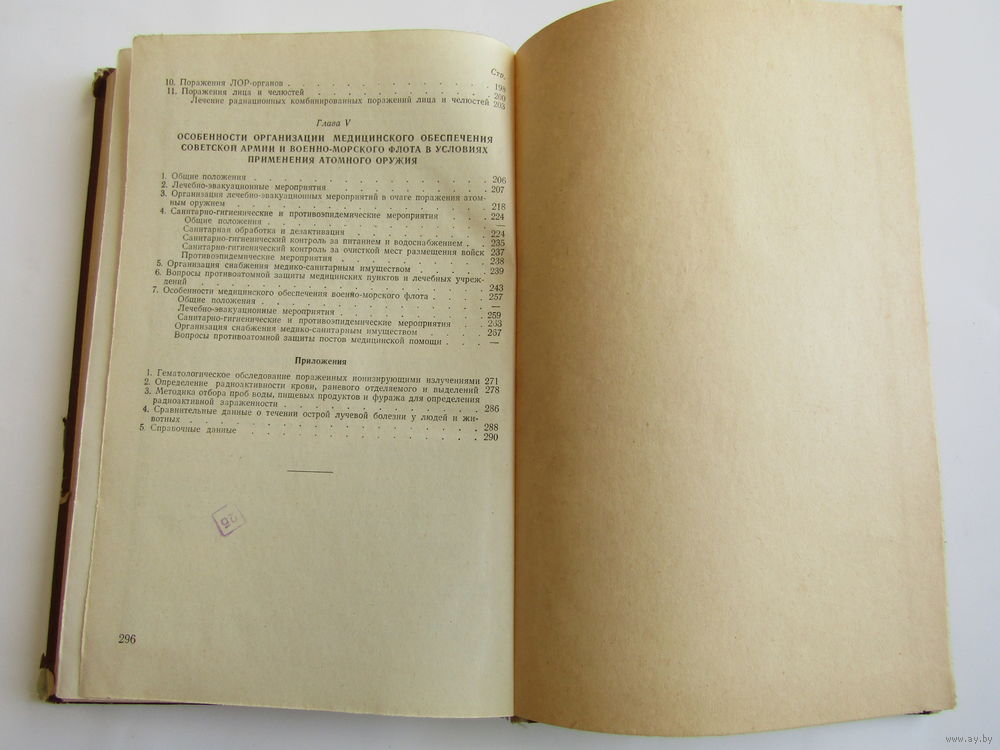 Стр.
10. Поражения ЛОР-органов . . . . . . . . . . . . . 198
11. Поражения лица и челюстей . . . . . . . . . . . . 200
Лечение радиационных комбинированных поражений лица и челюстей 203
Глава V
ОСОБЕННОСТИ ОРГАНИЗАЦИИ МЕДИЦИНСКОГО ОБЕСПЕЧЕНИЯ
СОВЕТСКОЙ АРМИИ И ВОЕННО-МОРСКОГО ФЛОТА В УСЛОВИЯХ
ПРИМЕНЕНИЯ АТОМНОГО ОРУЖИЯ
1. Общие положения . . . . . . . . . . . . . . . 206
2. Лечебно-эвакуационные мероприятия . . . . . . . . . 207
3. Организация лечебно-эвакуационных мероприятий в очаге поражения атом-
ным оружием . . . . . . . . . . . . . . . . 218
4. Санитарно-гигиенические и противоэпидемические мероприятия . . . 224
Общие положения . . . . . . . . . . . . . . —
Санитарная обработка и дезактивация . . . . . . . . 224
Санитарно-гигиенический контроль за питанием и водоснабжением . . 235
Санитарно-гигиенический контроль за очисткой мест размещения войск 237
Противоэпидемические мероприятия . . . . . . . . . 238
5. Организация снабжения медико-санитарным имуществом . . . . . 239
6. Вопросы противоатомной защиты медицинских пунктов и лечебных учреж-
дений . . . . . . . . . . . . . . . . . . 243
7. Особенности медицинского обеспечения военно-морского флота . . . . 257
Общие положения . . . . . . . . . . . . . . —
Лечебно-эвакуационные мероприятия . . . . . . . . . 259
Санитарно-гигиенические и противоэпидемические мероприятия . . 263
Организация снабжения медико-санитарным имуществом . . . . 267
Вопросы противоатомной защиты постов медицинской помощи . . . —
Приложения
1. Гематологическое обследование пораженных ионизирующими излучениями 271
2. Определение радиоактивности крови, раневого отделяемого и выделений 278
3. Методика отбора проб воды, пищевых продуктов и фуража для определения
радиоактивной зараженности . . . . . . . . . . . . 286
4. Сравнительные данные о течении острой лучевой болезни у людей и жи-
вотных . . . . . . . . . . . . . . . . . . 288
5. Справочные данные . . . . . . . . . . . . . . 290
25
296
www.ay.by